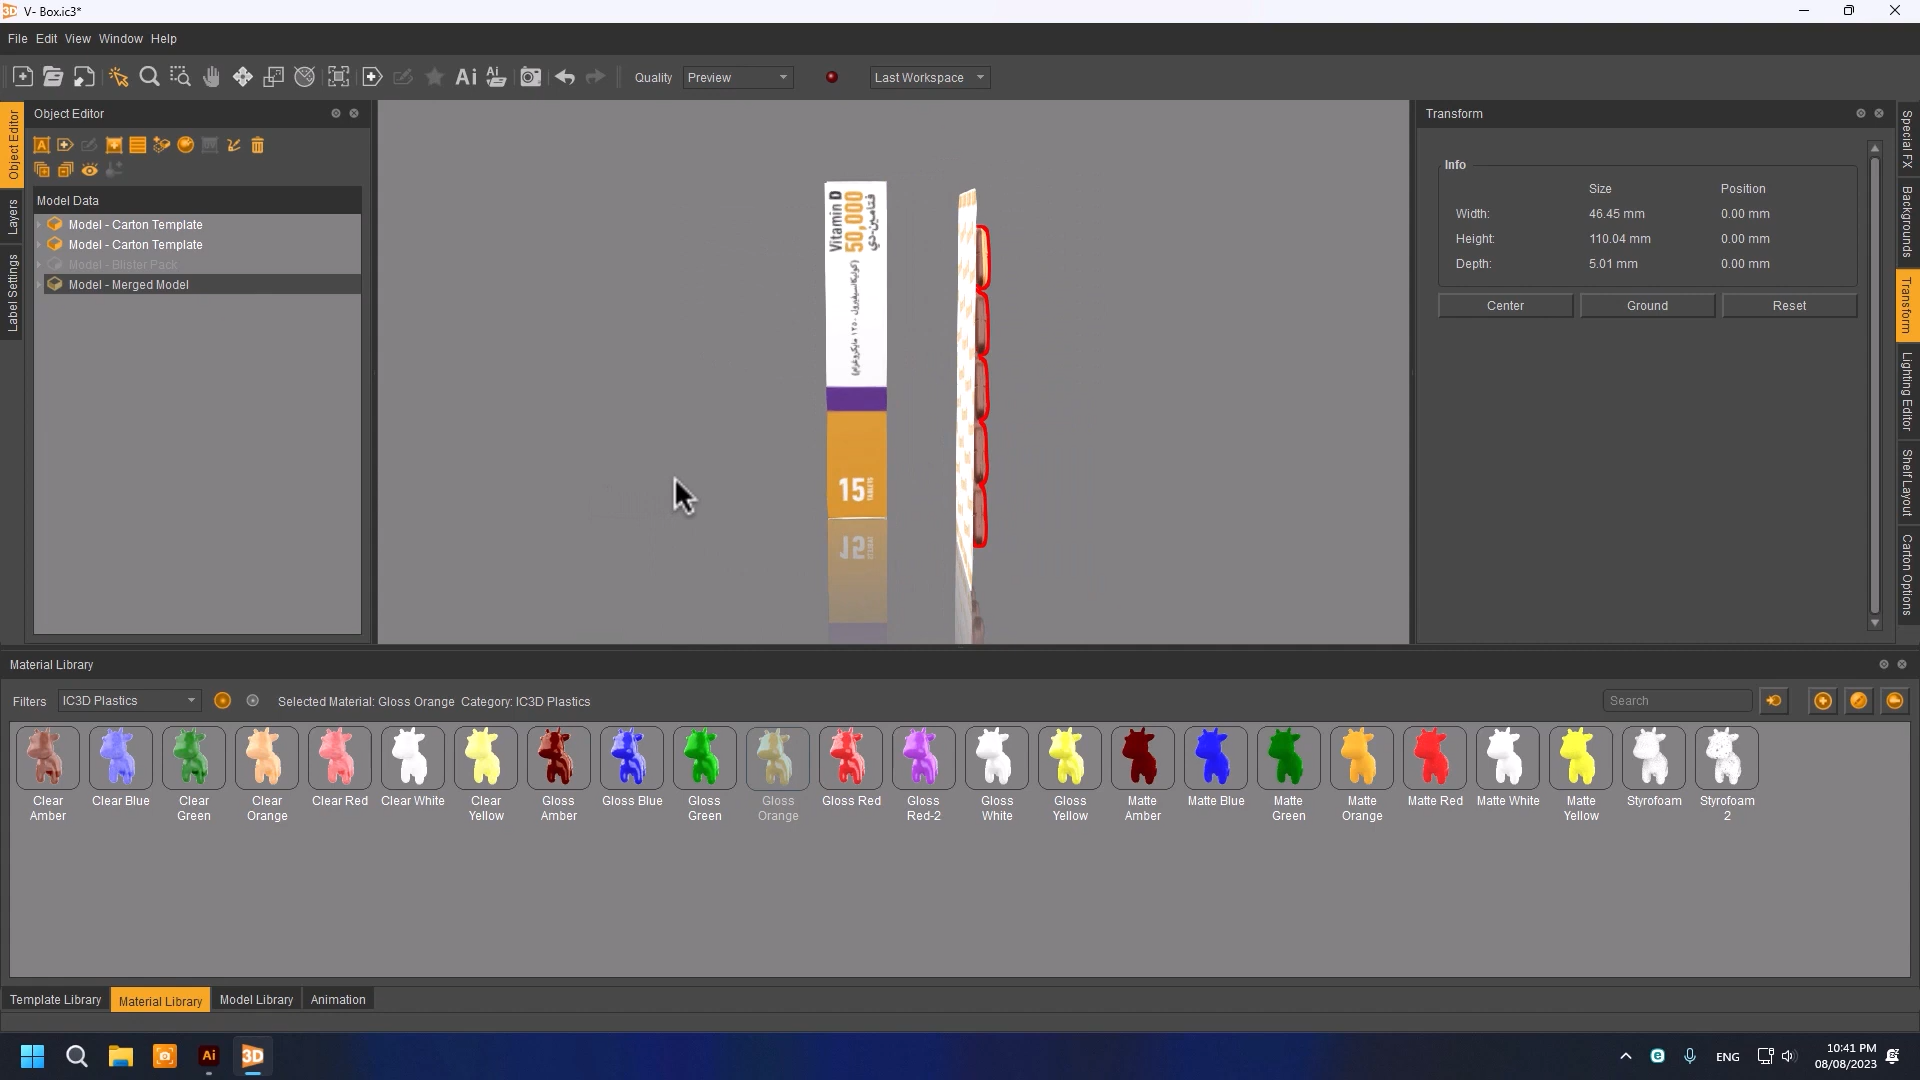 V- Box.ic3*
File Edit View Window Help
Quality Preview Last Workspace
Object Editor
Model Data
Model - Carton Template
Model - Carton Template
Model - Blister Pack
Model - Merged Model
Object Editor
Layers
Label Settings
Vitamin D
50,000
فيتامين-دي
15 TABLETS
Transform
Info
Size Position
Width: 46.45 mm 0.00 mm
Height: 110.04 mm 0.00 mm
Depth: 5.01 mm 0.00 mm
Center Ground Reset
Special FX
Backgrounds
Transform
Lighting Editor
Shelf Layout
Carton Options
Material Library
Filters IC3D Plastics Selected Material: Gloss Orange Category: IC3D Plastics Search
Clear Amber
Clear Blue
Clear Green
Clear Orange
Clear Red
Clear White
Clear Yellow
Gloss Amber
Gloss Blue
Gloss Green
Gloss Orange
Gloss Red
Gloss Red-2
Gloss White
Gloss Yellow
Matte Amber
Matte Blue
Matte Green
Matte Orange
Matte Red
Matte White
Matte Yellow
Styrofoam
Styrofoam 2
Template Library Material Library Model Library Animation
Ai 3D ENG 10:41 PM
08/08/2023